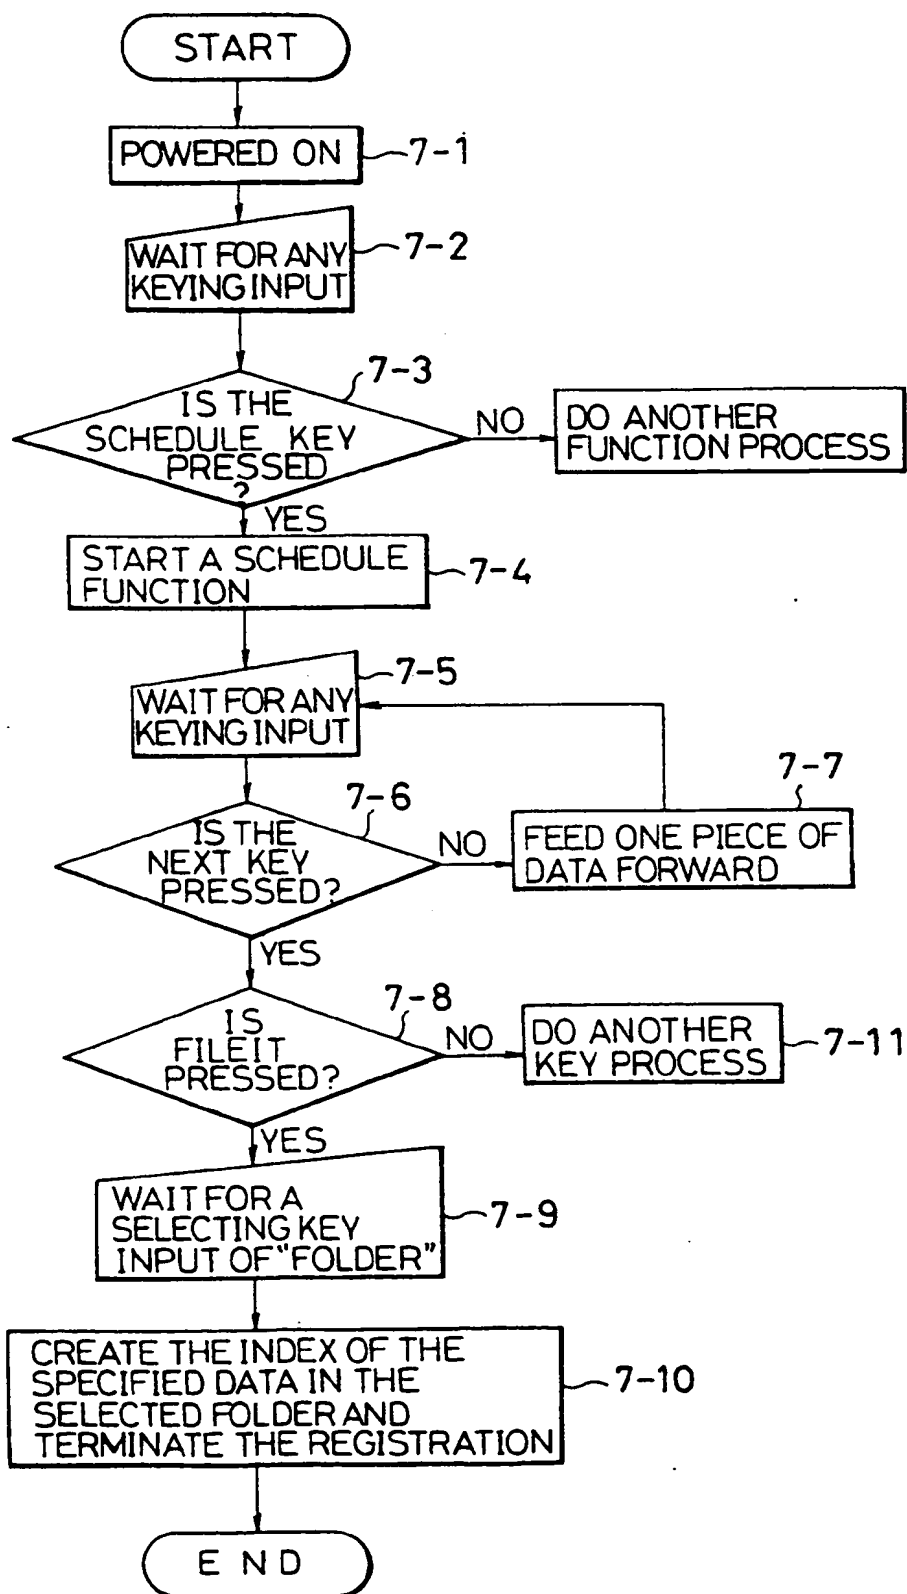 START
POWERED ON
7-1
WAIT FOR ANY
KEYING INPUT
7-2
7-3
IS THE
SCHEDULE KEY
PRESSED
?
NO
DO ANOTHER
FUNCTION PROCESS
YES
START A SCHEDULE
FUNCTION
7-4
7-5
WAIT FOR ANY
KEYING INPUT
7-6
IS THE
NEXT KEY
PRESSED?
NO
7-7
FEED ONE PIECE OF
DATA FORWARD
YES
7-8
IS
FILEIT
PRESSED?
NO
DO ANOTHER
KEY PROCESS
7-11
YES
WAIT FOR A
SELECTING KEY
INPUT OF "FOLDER"
7-9
CREATE THE INDEX OF THE
SPECIFIED DATA IN THE
SELECTED FOLDER AND
TERMINATE THE REGISTRATION
7-10
END